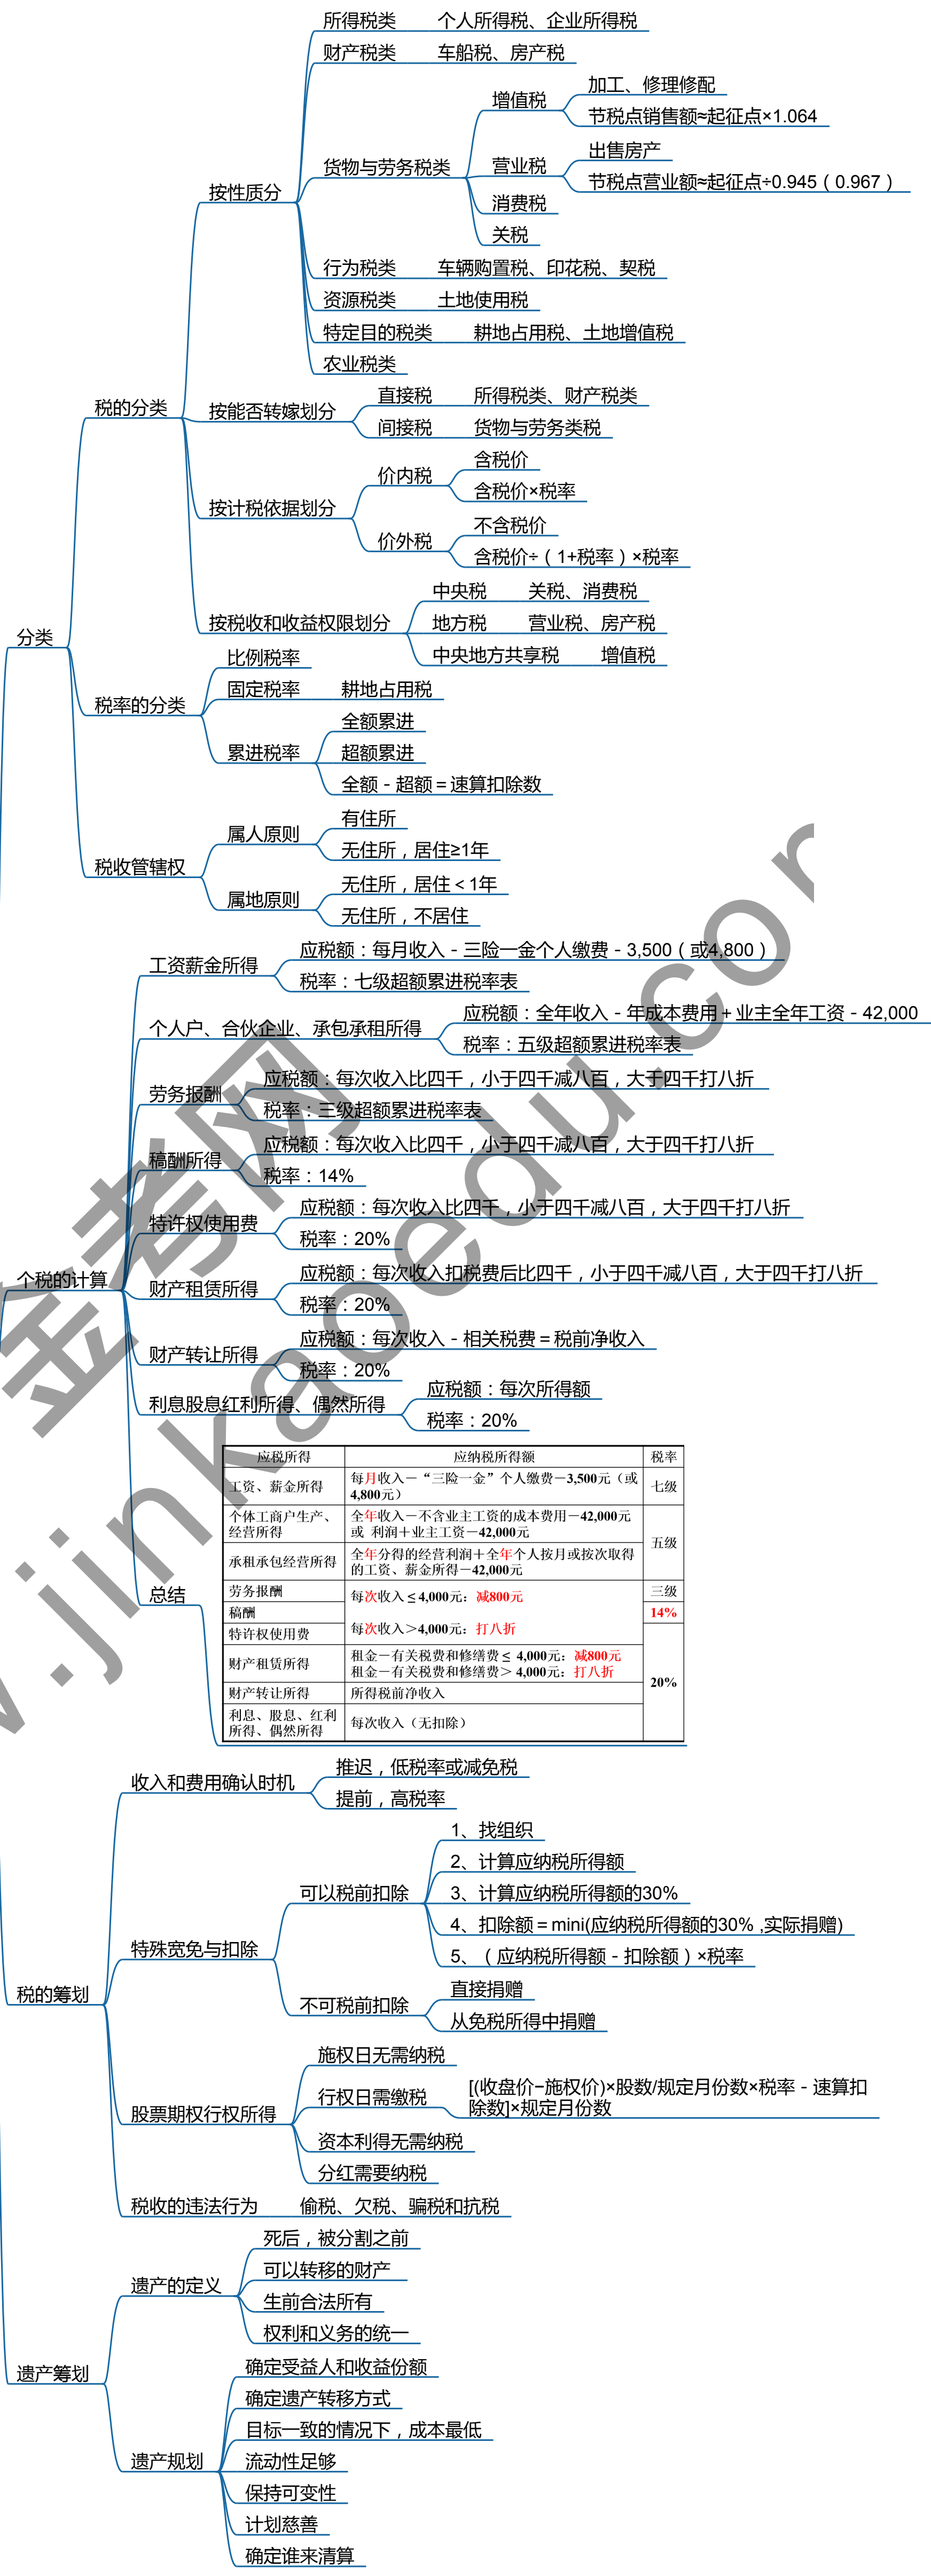 所得税类 个人所得税、企业所得税
财产税类 车船税、房产税
加工、修理修配
增值税
节税点销售额≈起征点×1.064
出售房产
货物与劳务税类 营业税
节税点营业额≈起征点÷0.945（0.967）
按性质分
消费税
关税
行为税类 车辆购置税、印花税、契税
资源税类 土地使用税
特定目的税类 耕地占用税、土地增值税
农业税类
直接税 所得税类、财产税类
税的分类 按能否转嫁划分
间接税 货物与劳务类税
含税价
价内税
含税价×税率
按计税依据划分
不含税价
价外税
含税价÷（1+税率）×税率
中央税 关税、消费税
按税收和收益权限划分 地方税 营业税、房产税
分类
中央地方共享税 增值税
比例税率
固定税率 耕地占用税
税率的分类
全额累进
累进税率 超额累进
全额－超额＝速算扣除数
有住所
属人原则
无住所，居住≥1年
税收管辖权
无住所，居住＜1年
属地原则
无住所，不居住
应税额：每月收入－三险一金个人缴费－3,500（或4,800）
工资薪金所得
税率：七级超额累进税率表
应税额：全年收入－年成本费用＋业主全年工资－42,000
个人户、合伙企业、承包承租所得
税率：五级超额累进税率表
应税额：每次收入比四千，小于四千减八百，大于四千打八折
劳务报酬
税率：三级超额累进税率表
应税额：每次收入比四千，小于四千减八百，大于四千打八折
稿酬所得
税率：14%
应税额：每次收入比四千，小于四千减八百，大于四千打八折
特许权使用费
税率：20%
个税的计算
应税额：每次收入扣税费后比四千，小于四千减八百，大于四千打八折
财产租赁所得
税率：20%
应税额：每次收入－相关税费＝税前净收入
财产转让所得
税率：20%
应税额：每次所得额
利息股息红利所得、偶然所得
税率：20%
总结
应税所得 应纳税所得额 税率
工资、薪金所得 每月收入－“三险一金”个人缴费－3,500元（或
4,800元） 七级
个体工商户生产、 全年收入－不含业主工资的成本费用－42,000元
经营所得 或 利润＋业主工资－42,000元
五级
承租承包经营所得 全年分得的经营利润＋全年个人按月或按次取得
的工资、薪金所得－42,000元
劳务报酬 每次收入≤4,000元：减800元 三级
稿酬 14%
特许权使用费 每次收入＞4,000元：打八折
财产租赁所得 租金－有关税费和修缮费≤ 4,000元：减800元
租金－有关税费和修缮费＞ 4,000元：打八折
20%
财产转让所得 所得税前净收入
利息、股息、红利
所得、偶然所得 每次收入（无扣除）
推迟，低税率或减免税
收入和费用确认时机
提前，高税率
1、找组织
2、计算应纳税所得额
可以税前扣除 3、计算应纳税所得额的30%
4、扣除额＝mini(应纳税所得额的30% ,实际捐赠)
特殊宽免与扣除
5、（应纳税所得额－扣除额）×税率
税的筹划
直接捐赠
不可税前扣除
从免税所得中捐赠
施权日无需纳税
行权日需缴税 [(收盘价−施权价)×股数/规定月份数×税率－速算扣
除数]×规定月份数
股票期权行权所得
资本利得无需纳税
分红需要纳税
税收的违法行为 偷税、欠税、骗税和抗税
死后，被分割之前
可以转移的财产
遗产的定义
生前合法所有
权利和义务的统一
遗产筹划
确定受益人和收益份额
确定遗产转移方式
目标一致的情况下，成本最低
遗产规划 流动性足够
保持可变性
计划慈善
确定谁来清算
金考网
.jinkaoedu.co